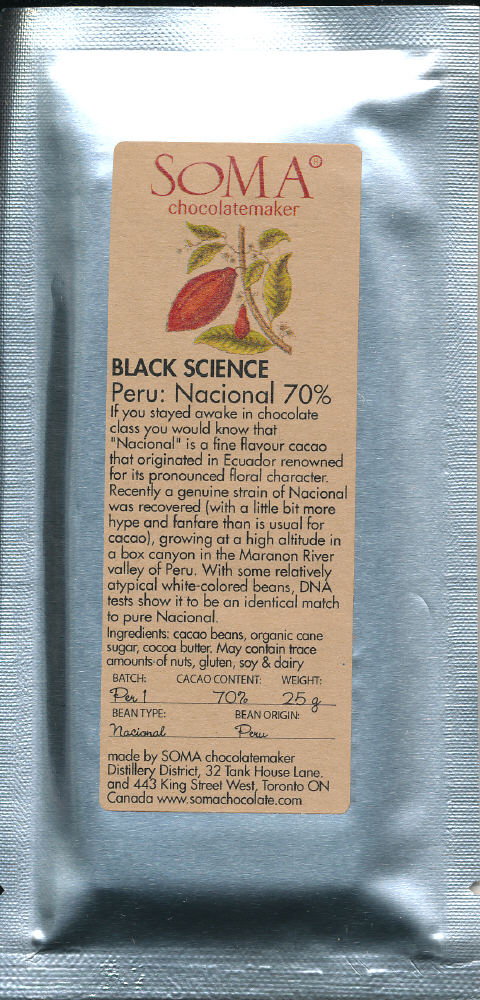 SOMA®
chocolatemaker
BLACK SCIENCE
Peru: Nacional 70%
If you stayed awake in chocolate
class you would know that
"Nacional" is a fine flavour cacao
that originated in Ecuador renowned
for its pronounced floral character.
Recently a genuine strain of Nacional
was recovered (with a little bit more
hype and fanfare than is usual for
cacao), growing at a high altitude in
a box canyon in the Maranon River
valley of Peru. With some relatively
atypical white-colored beans, DNA
tests show it to be an identical match
to pure Nacional.
Ingredients: cacao beans, organic cane
sugar, cocoa butter. May contain trace
amounts of nuts, gluten, soy & dairy
BATCH: CACAO CONTENT: WEIGHT:
Per 1 70% 25 g
BEAN TYPE: BEAN ORIGIN:
Nacional Peru
made by SOMA chocolatemaker
Distillery District, 32 Tank House Lane.
and 443 King Street West, Toronto ON
Canada www.somachocolate.com